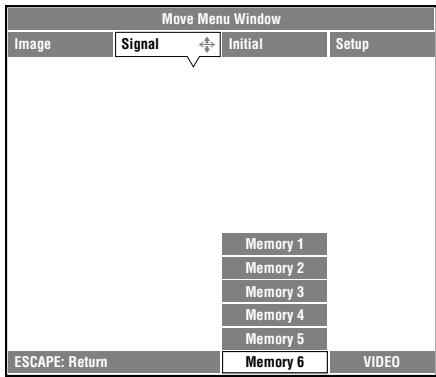 Move Menu Window
Image Signal Initial Setup
Memory 1
Memory 2
Memory 3
Memory 4
Memory 5
ESCAPE: Return Memory 6 VIDEO